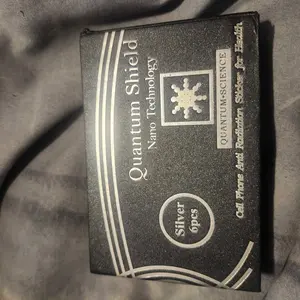 Quantum Shield
Nano Technology
QUANTUM•SCIENCE
Cell Phone Anti Radiation Sticker for Health
Silver
6pcs